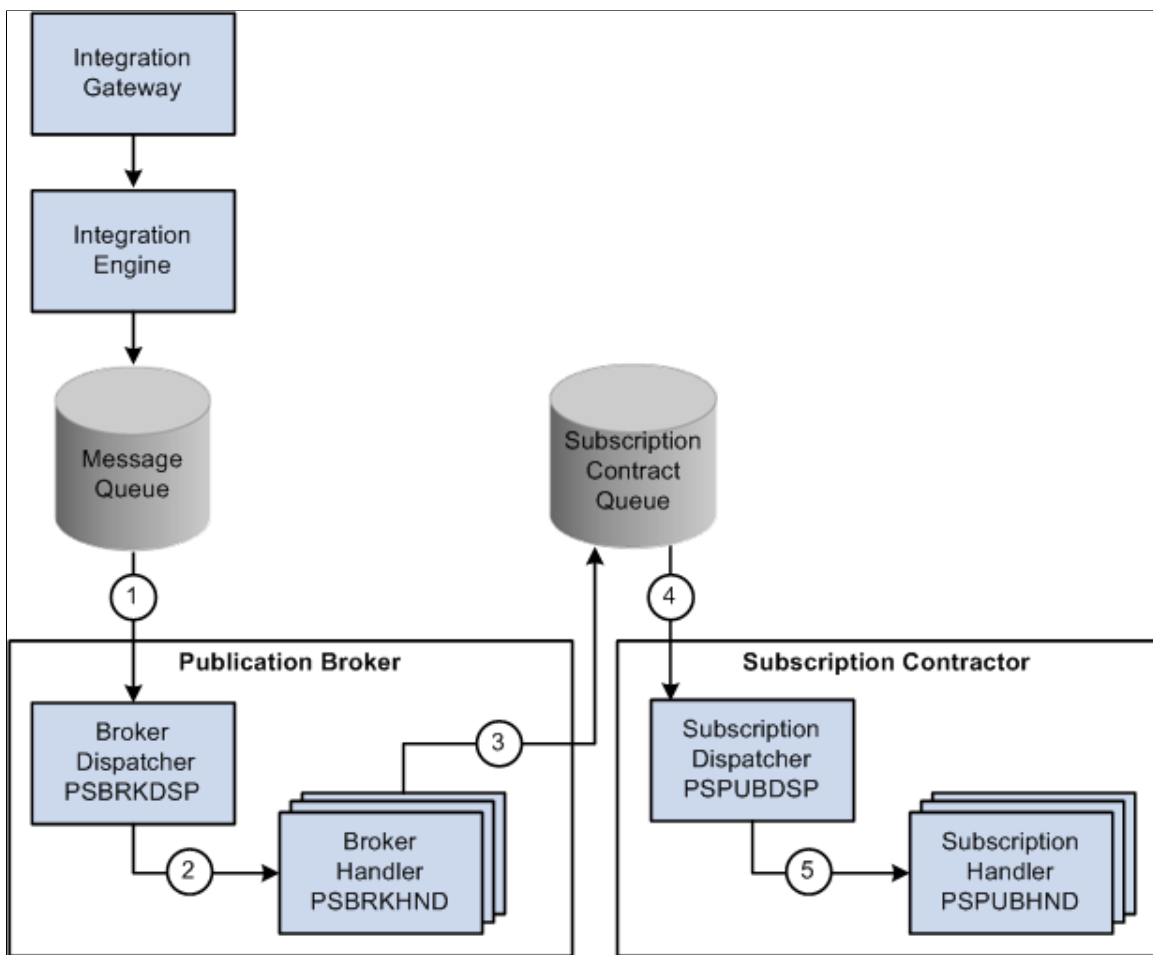 Integration
Gateway
Integration
Engine
Message
Queue
Subscription
Contract
Queue
1
4
Publication Broker
Subscription Contractor
Broker
Dispatcher
PSBRKDSP
3
Subscription
Dispatcher
PSPUBDSP
2
Broker
Handler
PSBRKHND
5
Subscription
Handler
PSPUBHND